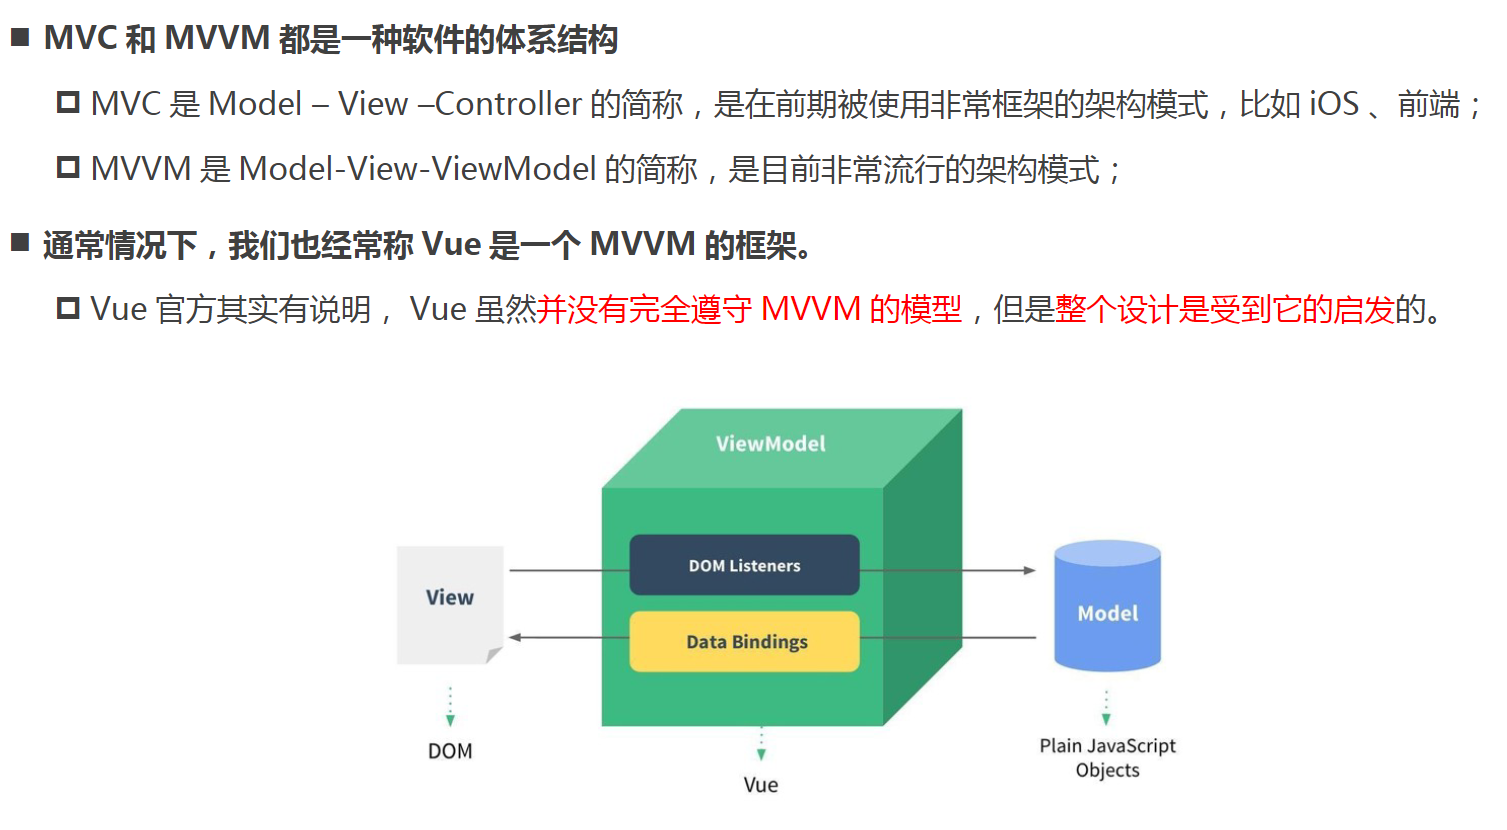 MVC 和 MVVM 都是一种软件的体系结构
MVC 是 Model – View –Controller 的简称，是在前期被使用非常框架的架构模式，比如 iOS 、前端；
MVVM 是 Model-View-ViewModel 的简称，是目前非常流行的架构模式；
通常情况下，我们也经常称 Vue 是一个 MVVM 的框架。
Vue 官方其实有说明， Vue 虽然并没有完全遵守 MVVM 的模型，但是整个设计是受到它的启发的。
ViewModel
DOM Listeners
View
Model
Data Bindings
DOM
Plain JavaScript
Objects
Vue